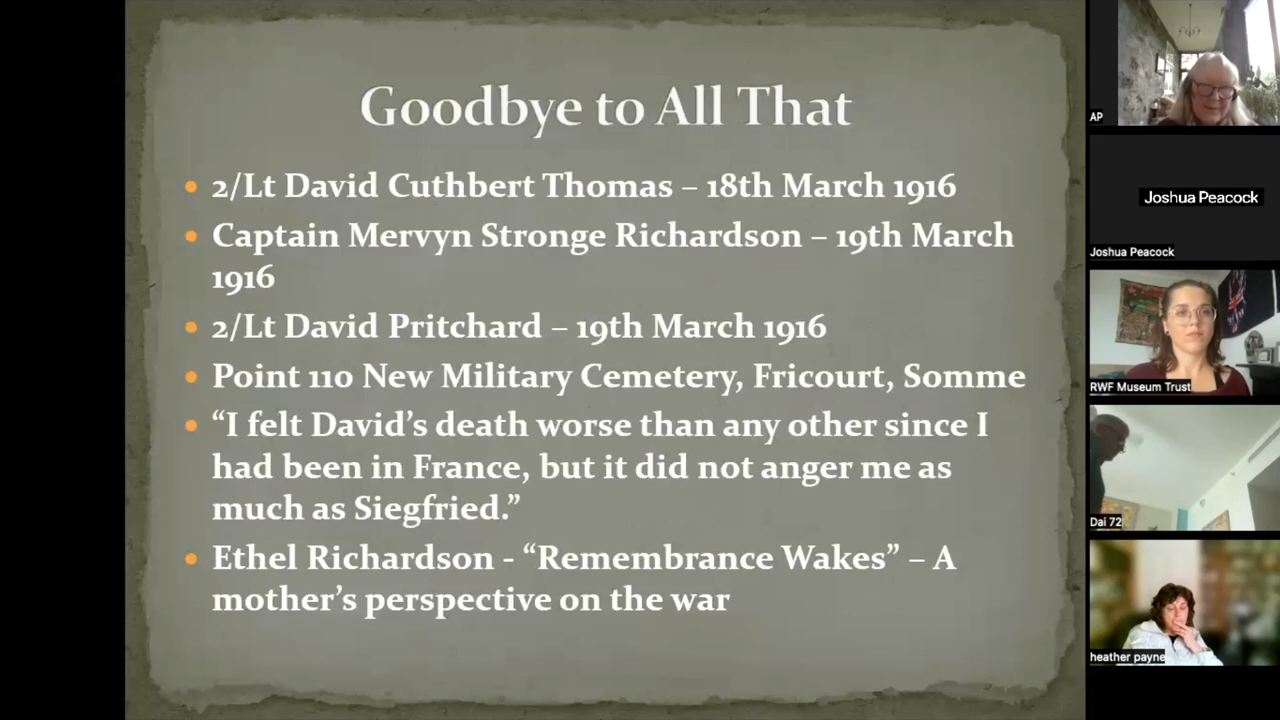 Goodbye to All That
2/Lt David Cuthbert Thomas – 18th March 1916
Captain Mervyn Stronge Richardson – 19th March
1916
2/Lt David Pritchard – 19th March 1916
Point 110 New Military Cemetery, Fricourt, Somme
“I felt David’s death worse than any other since I
had been in France, but it did not anger me as
much as Siegfried.”
Ethel Richardson - “Remembrance Wakes” – A
mother’s perspective on the war
AP
Joshua Peacock
Joshua Peacock
RWF Museum Trust
Dai 72
heather payne